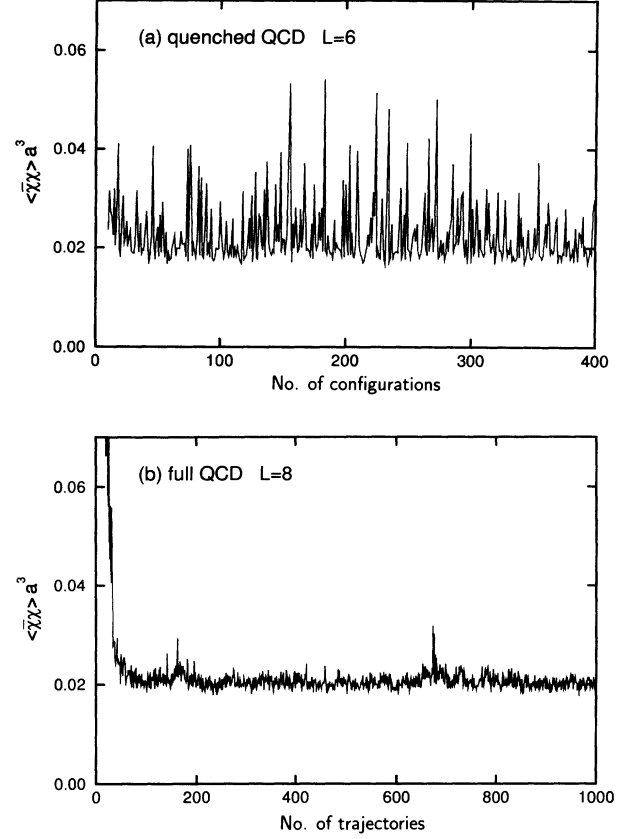 0.06
(a) quenched QCD L=6
0.04
<χ̄χ> a³
0.02
0.00
0 100 200 300 400
No. of configurations
(b) full QCD L=8
0.06
0.04
<χ̄χ> a³
0.02
0.00
0 200 400 600 800 1000
No. of trajectories